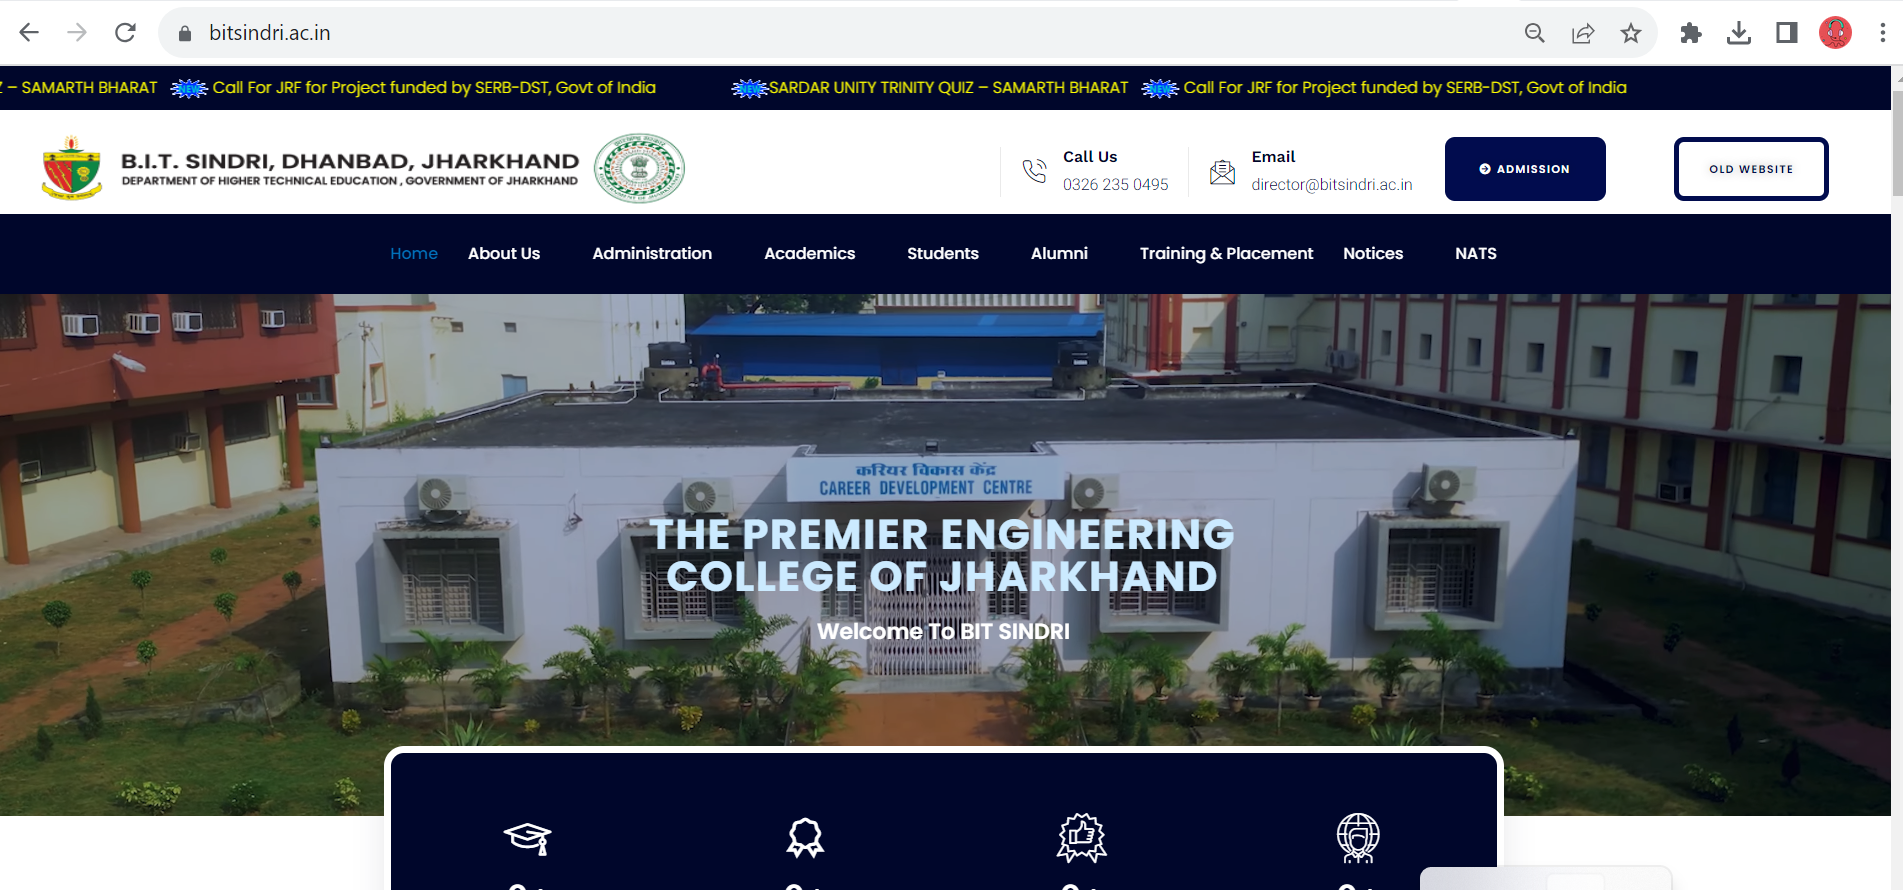 bitsindri.ac.in
– SAMARTH BHARAT NEW Call For JRF for Project funded by SERB-DST, Govt of India NEW SARDAR UNITY TRINITY QUIZ – SAMARTH BHARAT NEW Call For JRF for Project funded by SERB-DST, Govt of India
B.I.T. SINDRI, DHANBAD, JHARKHAND
DEPARTMENT OF HIGHER TECHNICAL EDUCATION , GOVERNMENT OF JHARKHAND
Call Us
0326 235 0495
Email
director@bitsindri.ac.in
ADMISSION
OLD WEBSITE
Home About Us Administration Academics Students Alumni Training & Placement Notices NATS
करियर विकास केंद्र
CAREER DEVELOPMENT CENTRE
THE PREMIER ENGINEERING
COLLEGE OF JHARKHAND
Welcome To BIT SINDRI